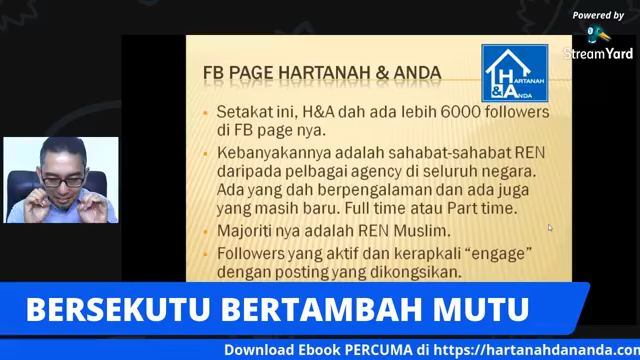 Powered by
StreamYard
FB PAGE HARTANAH & ANDA
HARTANAH
H&A
ANDA
Setakat ini, H&A dah ada lebih 6000 followers
di FB page nya.
Kebanyakannya adalah sahabat-sahabat REN
daripada pelbagai agency di seluruh negara.
Ada yang dah berpengalaman dan ada juga
yang masih baru. Full time atau Part time.
Majoriti nya adalah REN Muslim.
Followers yang aktif dan kerapkali “engage”
dengan posting yang dikongsikan.
BERSEKUTU BERTAMBAH MUTU
Download Ebook PERCUMA di https://hartanahdananda.com